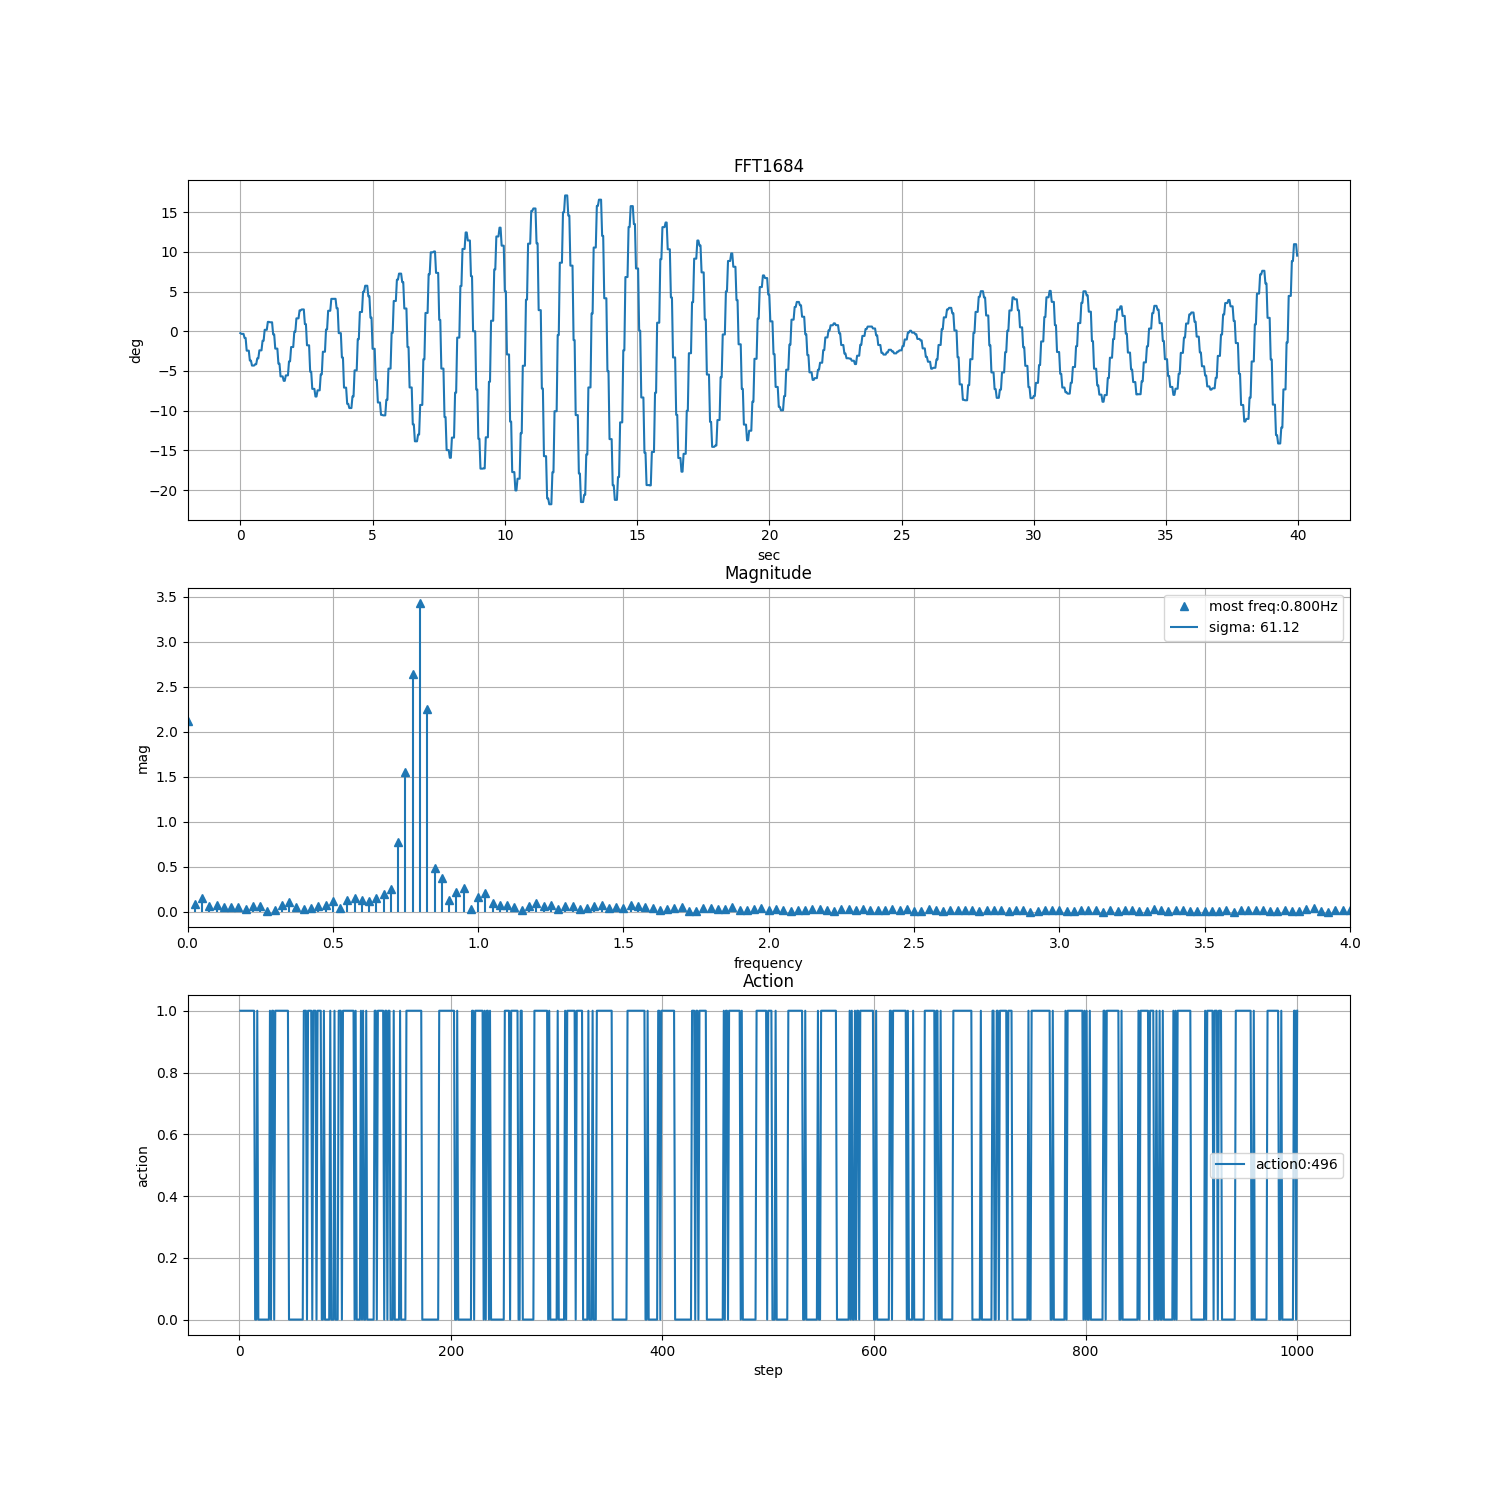 FFT1684
15
10
5
0
−5
−10
−15
−20
deg
0 5 10 15 20 25 30 35 40
sec
Magnitude
3.5
3.0
2.5
2.0
1.5
1.0
0.5
0.0
mag
most freq:0.800Hz
sigma: 61.12
0.0 0.5 1.0 1.5 2.0 2.5 3.0 3.5 4.0
frequency
Action
1.0
0.8
0.6
0.4
0.2
0.0
action
action0:496
0 200 400 600 800 1000
step